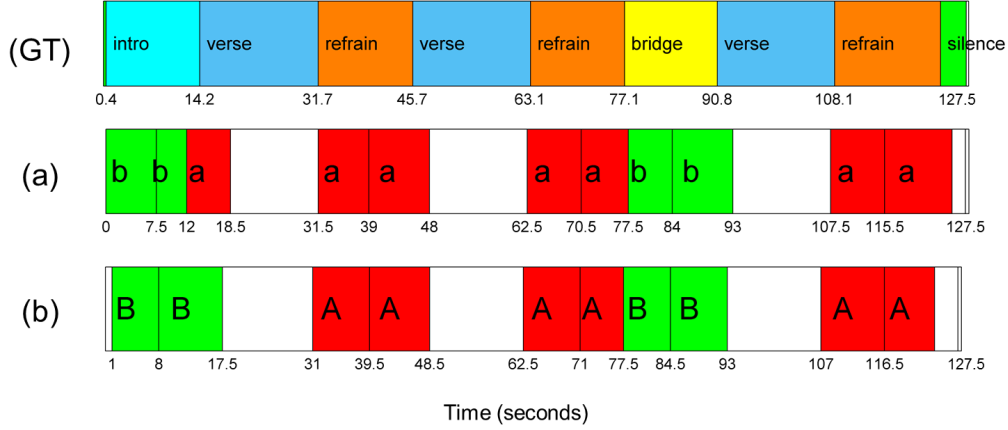 (GT) intro verse refrain verse refrain bridge verse refrain silence
0.4 14.2 31.7 45.7 63.1 77.1 90.8 108.1 127.5
(a) b b a a a a a b b a a
0 7.5 12 18.5 31.5 39 48 62.5 70.5 77.5 84 93 107.5 115.5 127.5
(b) B B A A A A B B A A
1 8 17.5 31 39.5 48.5 62.5 71 77.5 84.5 93 107 116.5 127.5
Time (seconds)